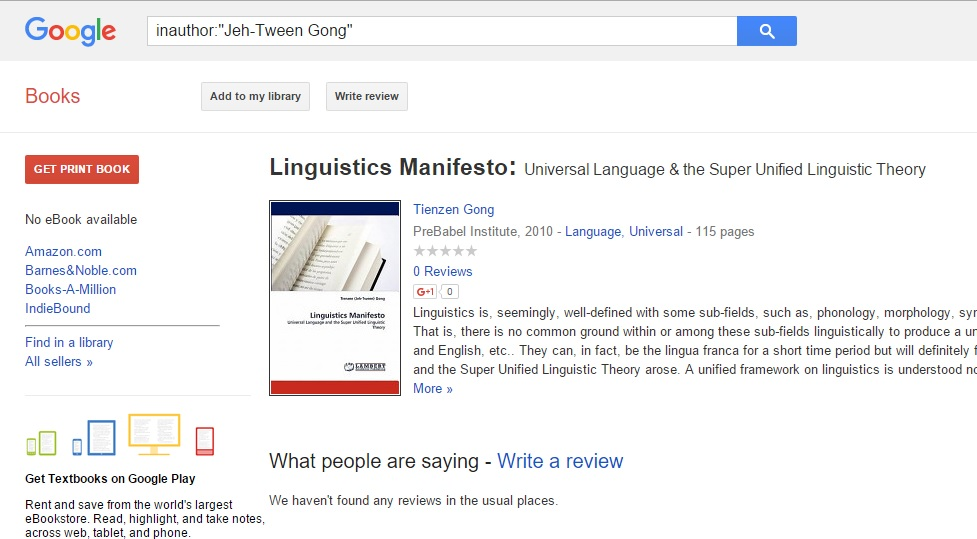 Google
inauthor:"Jeh-Tween Gong"
Books
Add to my library
Write review
GET PRINT BOOK
No eBook available
Amazon.com
Barnes&Noble.com
Books-A-Million
IndieBound
Find in a library
All sellers »
Get Textbooks on Google Play
Rent and save from the world's largest
eBookstore. Read, highlight, and take notes,
across web, tablet, and phone.
Linguistics Manifesto: Universal Language & the Super Unified Linguistic Theory
Tienzen (Jeh-Tween) Gong
Linguistics Manifesto
Universal Language and the Super Unified Linguistic
Theory
LAMBERT
Tienzen Gong
PreBabel Institute, 2010 - Language, Universal - 115 pages
0 Reviews
G+1 0
Linguistics is, seemingly, well-defined with some sub-fields, such as, phonology, morphology, syn
That is, there is no common ground within or among these sub-fields linguistically to produce a un
and English, etc.. They can, in fact, be the lingua franca for a short time period but will definitely f
and the Super Unified Linguistic Theory arose. A unified framework on linguistics is understood no
More »
What people are saying - Write a review
We haven't found any reviews in the usual places.